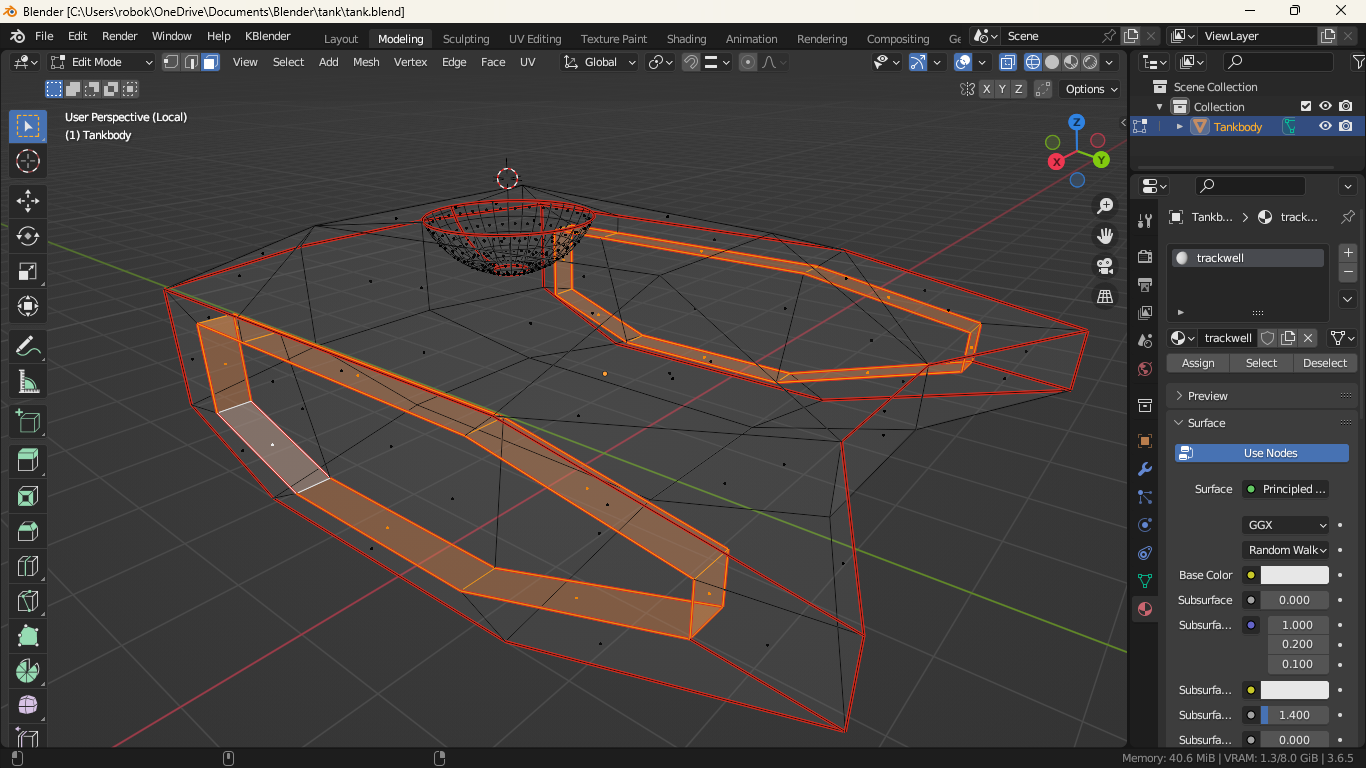 Blender [C:\Users\robok\OneDrive\Documents\Blender\tank\tank.blend]
File Edit Render Window Help KBlender Layout Modeling Sculpting UV Editing Texture Paint Shading Animation Rendering Compositing Ge Scene ViewLayer
Edit Mode View Select Add Mesh Vertex Edge Face UV Global
X Y Z Options
User Perspective (Local)
(1) Tankbody
Z
X
Y
Scene Collection
Collection
Tankbody
Tankb... > track...
trackwell
trackwell
Assign Select Deselect
Preview
Surface
Use Nodes
Surface Principled ...
GGX
Random Walk
Base Color
Subsurface 0.000
Subsurfa... 1.000
0.200
0.100
Subsurfa...
Subsurfa... 1.400
Subsurfa... 0.000
Memory: 40.6 MiB | VRAM: 1.3/8.0 GiB | 3.6.5